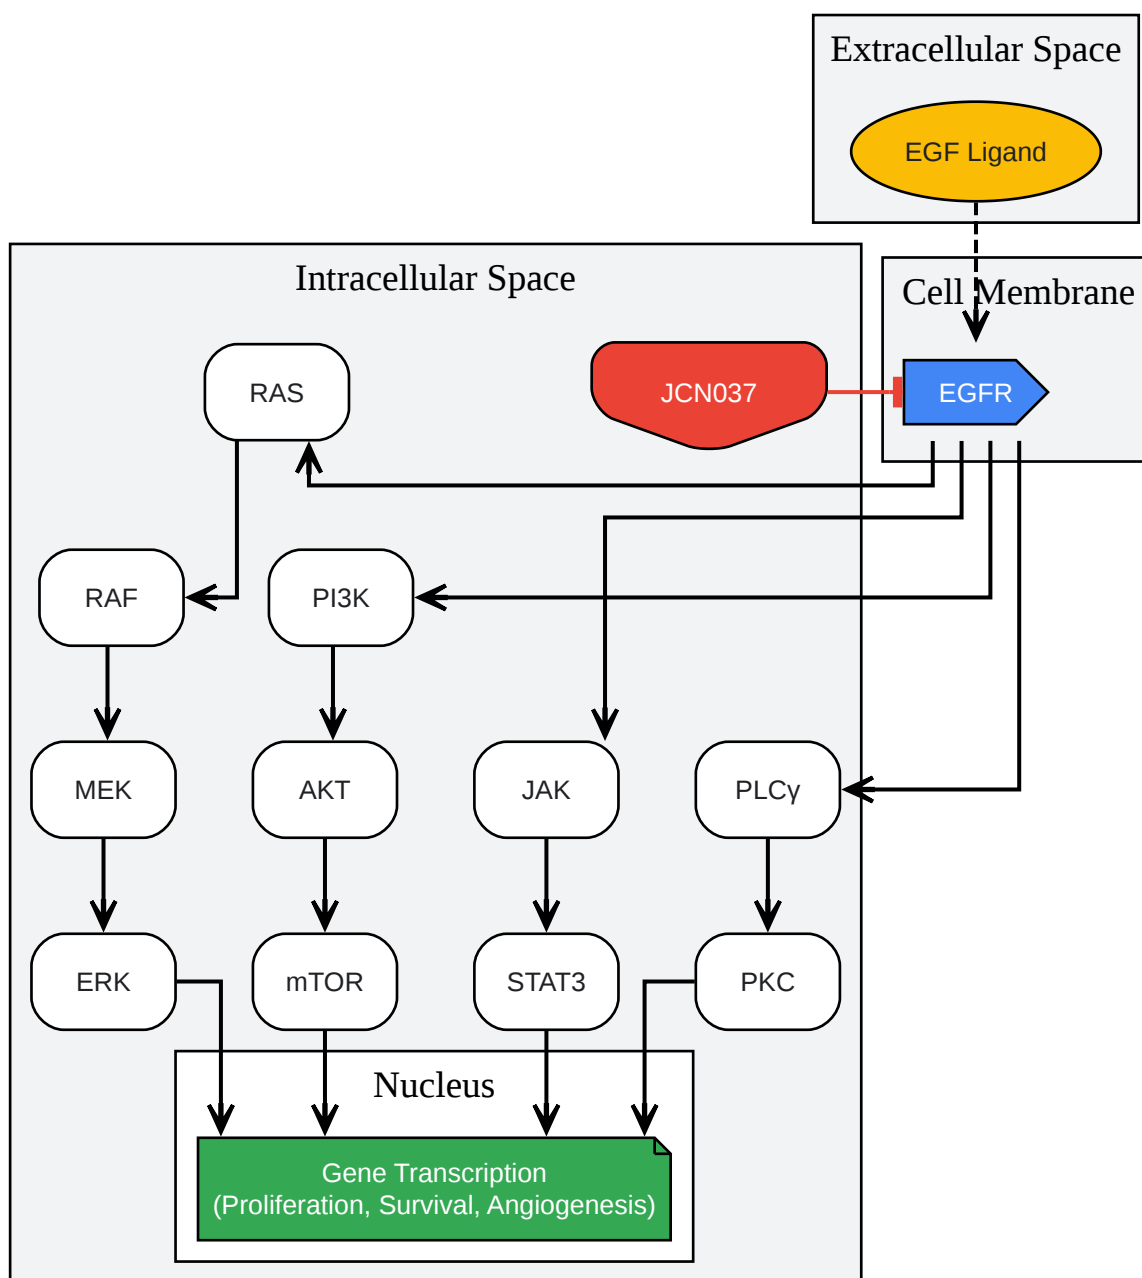 Extracellular Space
EGF Ligand
Intracellular Space
Cell Membrane
RAS
JCN037
EGFR
RAF
PI3K
MEK
AKT
JAK
PLCγ
ERK
mTOR
STAT3
PKC
Nucleus
Gene Transcription
(Proliferation, Survival, Angiogenesis)